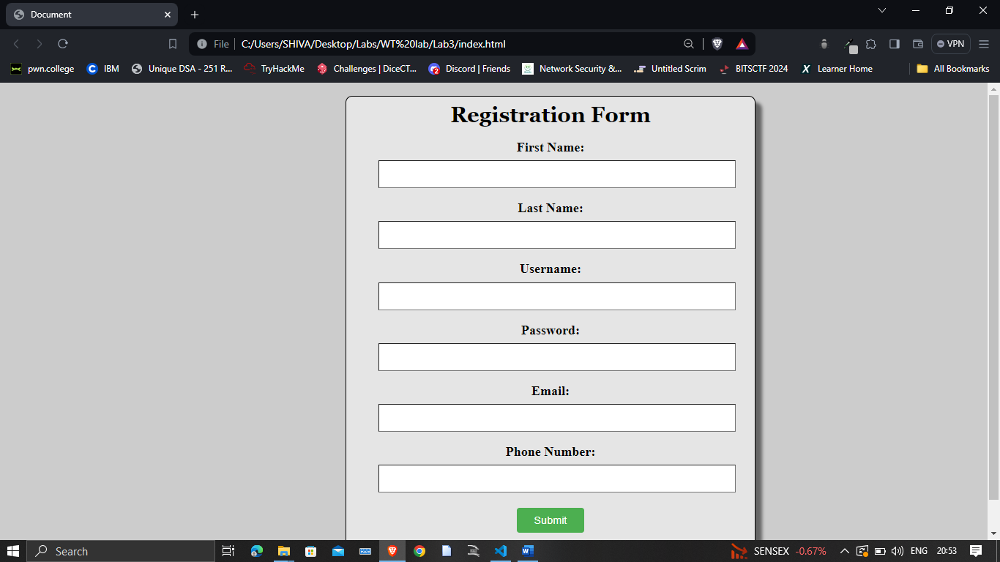 Document
File C:/Users/SHIVA/Desktop/Labs/WT%20lab/Lab3/index.html VPN
pwn.college IBM Unique DSA - 251 R... TryHackMe Challenges | DiceCT... Discord | Friends Network Security &... Untitled Scrim BITSCTF 2024 Learner Home All Bookmarks
Registration Form
First Name:
Last Name:
Username:
Password:
Email:
Phone Number:
Submit
Search SENSEX -0.67% ENG 20:53